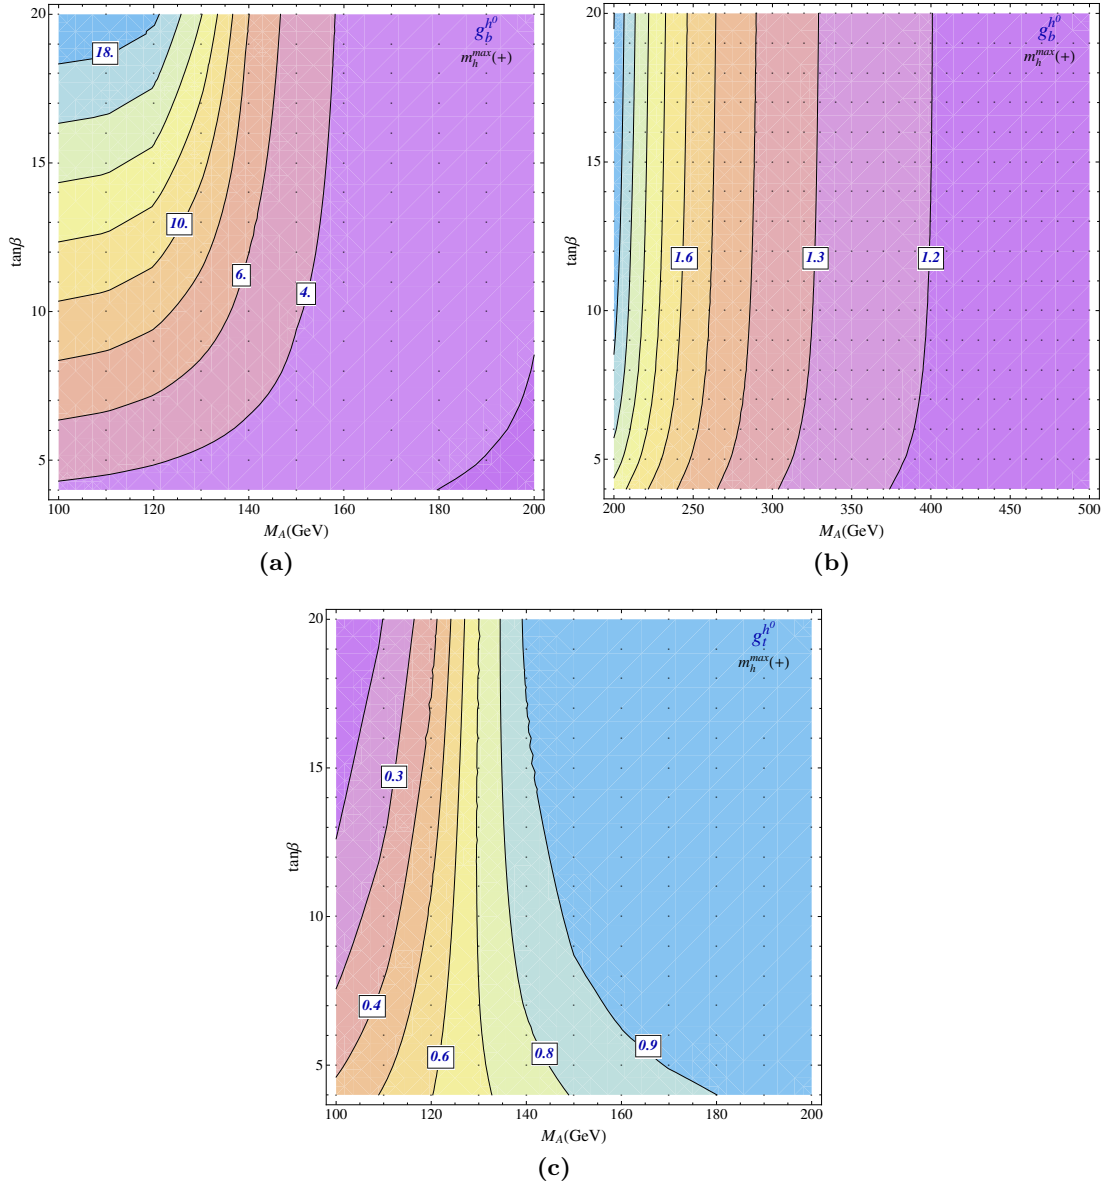 20
15
10
5
tanβ
100
120
140
160
180
200
M_A(GeV)
g_b^{h^0}
m_h^{max}(+)
18.
10.
6.
4.
(a)
20
15
10
5
tanβ
200
250
300
350
400
450
500
M_A(GeV)
g_b^{h^0}
m_h^{max}(+)
1.6
1.3
1.2
(b)
20
15
10
5
tanβ
100
120
140
160
180
200
M_A(GeV)
g_t^{h^0}
m_h^{max}(+)
0.3
0.4
0.6
0.8
0.9
(c)